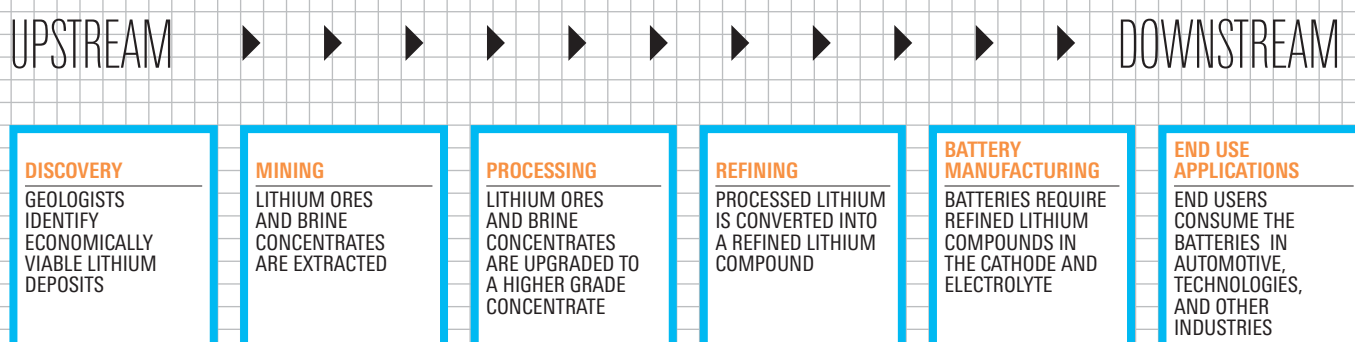 UPSTREAM
DOWNSTREAM
DISCOVERY
GEOLOGISTS
IDENTIFY
ECONOMICALLY
VIABLE LITHIUM
DEPOSITS
MINING
LITHIUM ORES
AND BRINE
CONCENTRATES
ARE EXTRACTED
PROCESSING
LITHIUM ORES
AND BRINE
CONCENTRATES
ARE UPGRADED TO
A HIGHER GRADE
CONCENTRATE
REFINING
PROCESSED LITHIUM
IS CONVERTED INTO
A REFINED LITHIUM
COMPOUND
BATTERY
MANUFACTURING
BATTERIES REQUIRE
REFINED LITHIUM
COMPOUNDS IN
THE CATHODE AND
ELECTROLYTE
END USE
APPLICATIONS
END USERS
CONSUME THE
BATTERIES IN
AUTOMOTIVE,
TECHNOLOGIES,
AND OTHER
INDUSTRIES